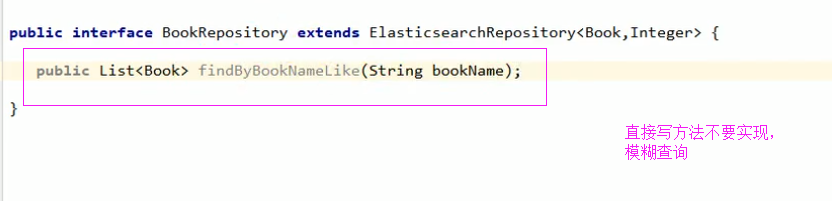 public interface BookRepository extends ElasticsearchRepository<Book,Integer> {
public List<Book> findByBookNameLike(String bookName);
}
直接写方法不要实现，
模糊查询